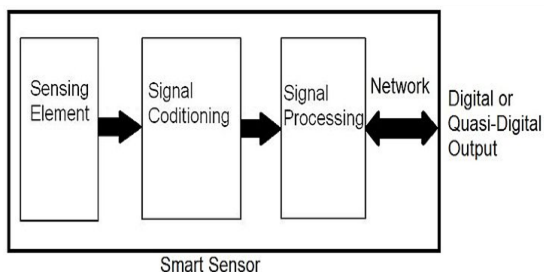 Sensing
Element
Signal
Coditioning
Signal
Processing
Network
Digital or
Quasi-Digital
Output
Smart Sensor